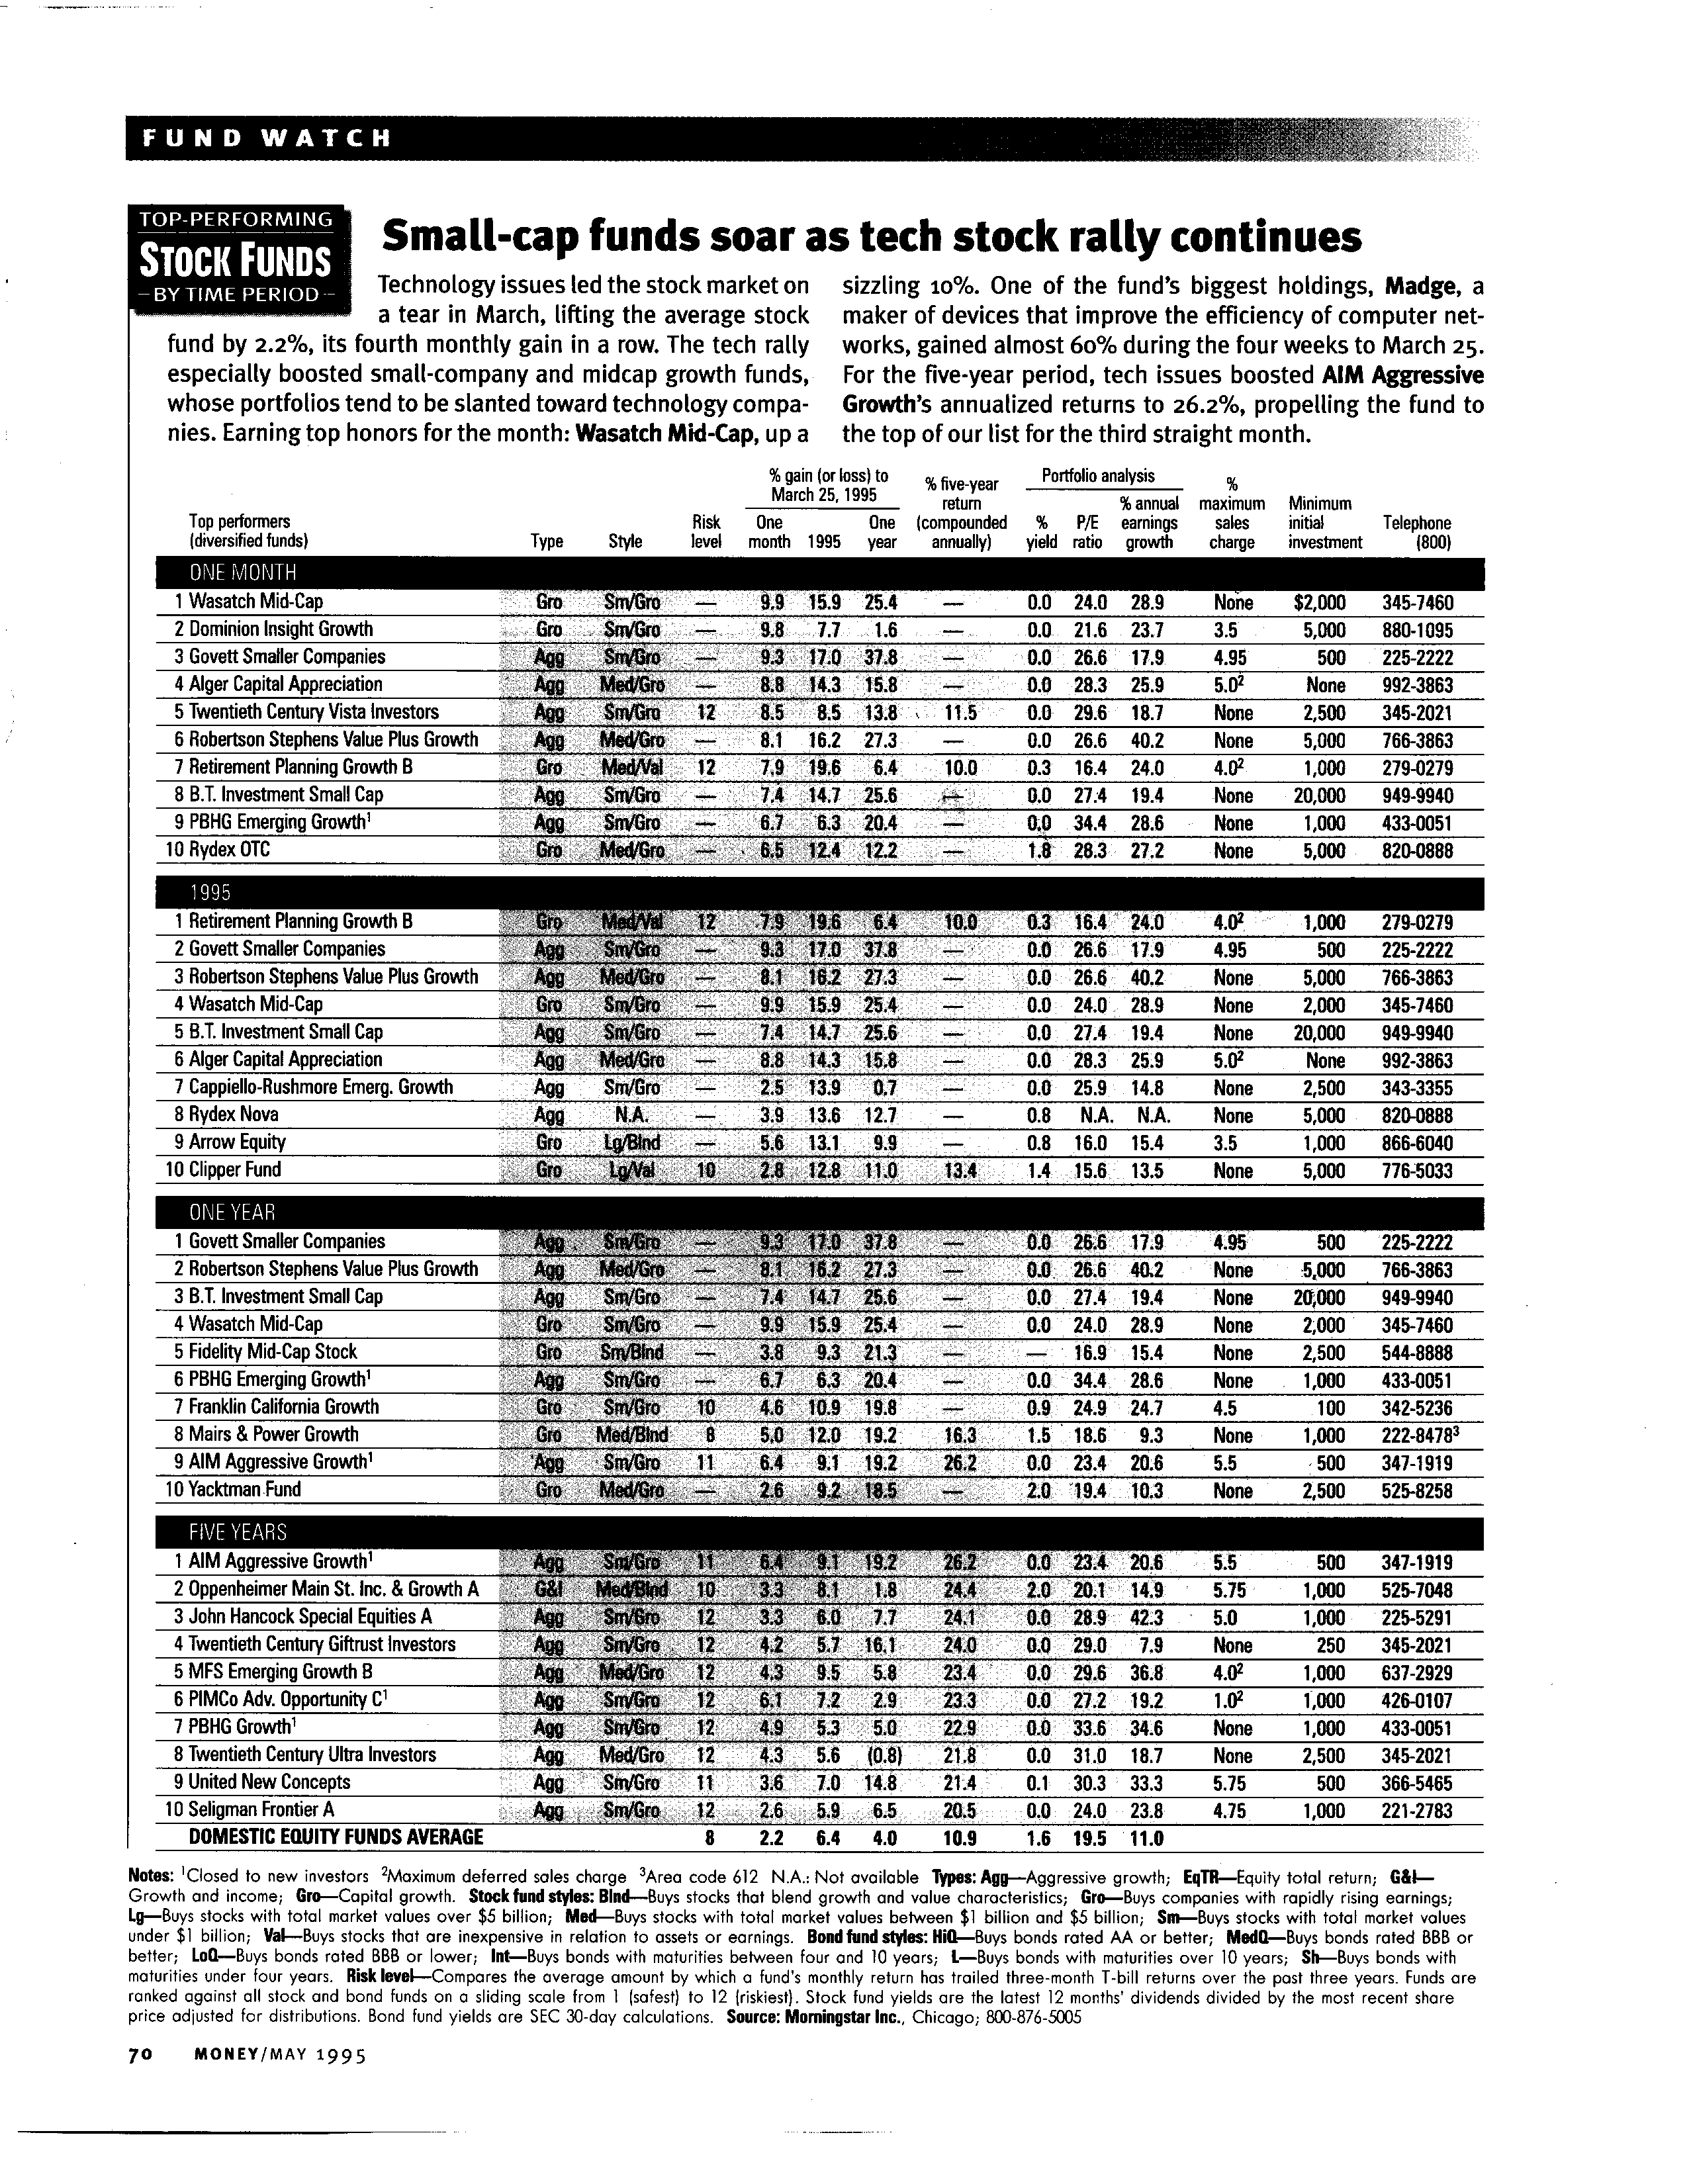 FUND WATCH
TOP-PERFORMING
STOCK FUNDS
– BY TIME PERIOD –
Small-cap funds soar as tech stock rally continues
Technology issues led the stock market on
a tear in March, lifting the average stock
fund by 2.2%, its fourth monthly gain in a row. The tech rally
especially boosted small-company and midcap growth funds,
whose portfolios tend to be slanted toward technology compa-
nies. Earning top honors for the month: Wasatch Mid-Cap, up a
sizzling 10%. One of the fund's biggest holdings, Madge, a
maker of devices that improve the efficiency of computer net-
works, gained almost 60% during the four weeks to March 25.
For the five-year period, tech issues boosted AIM Aggressive
Growth's annualized returns to 26.2%, propelling the fund to
the top of our list for the third straight month.
% gain (or loss) to March 25, 1995
Portfolio analysis
Top performers (diversified funds) Type Style Risk level One month 1995 One year % five-year return (compounded annually) % yield P/E ratio % annual earnings growth % maximum sales charge Minimum initial investment Telephone (800)
ONE MONTH
1 Wasatch Mid-Cap Gro Sm/Gro — 9.9 15.9 25.4 — 0.0 24.0 28.9 None $2,000 345-7460
2 Dominion Insight Growth Gro Sm/Gro — 9.8 7.7 1.6 — 0.0 21.6 23.7 3.5 5,000 880-1095
3 Govett Smaller Companies Agg Sm/Gro — 9.3 17.0 37.8 — 0.0 26.6 17.9 4.95 500 225-2222
4 Alger Capital Appreciation Agg Med/Gro — 8.8 14.3 15.8 — 0.0 28.3 25.9 5.0² None 992-3863
5 Twentieth Century Vista Investors Agg Sm/Gro 12 8.5 8.5 13.8 11.5 0.0 29.6 18.7 None 2,500 345-2021
6 Robertson Stephens Value Plus Growth Agg Med/Gro — 8.1 16.2 27.3 — 0.0 26.6 40.2 None 5,000 766-3863
7 Retirement Planning Growth B Gro Med/Val 12 7.9 19.6 6.4 10.0 0.3 16.4 24.0 4.0² 1,000 279-0279
8 B.T. Investment Small Cap Agg Sm/Gro — 7.4 14.7 25.6 — 0.0 27.4 19.4 None 20,000 949-9940
9 PBHG Emerging Growth¹ Agg Sm/Gro — 6.7 6.3 20.4 — 0.0 34.4 28.6 None 1,000 433-0051
10 Rydex OTC Gro Med/Gro — 6.5 12.4 12.2 — 1.8 28.3 27.2 None 5,000 820-0888
1995
1 Retirement Planning Growth B Gro Med/Val 12 7.9 19.6 6.4 10.0 0.3 16.4 24.0 4.0² 1,000 279-0279
2 Govett Smaller Companies Agg Sm/Gro — 9.3 17.0 37.8 — 0.0 26.6 17.9 4.95 500 225-2222
3 Robertson Stephens Value Plus Growth Agg Med/Gro — 8.1 16.2 27.3 — 0.0 26.6 40.2 None 5,000 766-3863
4 Wasatch Mid-Cap Gro Sm/Gro — 9.9 15.9 25.4 — 0.0 24.0 28.9 None 2,000 345-7460
5 B.T. Investment Small Cap Agg Sm/Gro — 7.4 14.7 25.6 — 0.0 27.4 19.4 None 20,000 949-9940
6 Alger Capital Appreciation Agg Med/Gro — 8.8 14.3 15.8 — 0.0 28.3 25.9 5.0² None 992-3863
7 Cappiello-Rushmore Emerg. Growth Agg Sm/Gro — 2.5 13.9 0.7 — 0.0 25.9 14.8 None 2,500 343-3355
8 Rydex Nova Agg N.A. — 3.9 13.6 12.7 — 0.8 N.A. N.A. None 5,000 820-0888
9 Arrow Equity Gro Lg/Blnd — 5.6 13.1 9.9 — 0.8 16.0 15.4 3.5 1,000 866-6040
10 Clipper Fund Gro Lg/Val 10 2.8 12.8 11.0 13.4 1.4 15.6 13.5 None 5,000 776-5033
ONE YEAR
1 Govett Smaller Companies Agg Sm/Gro — 9.3 17.0 37.8 — 0.0 26.6 17.9 4.95 500 225-2222
2 Robertson Stephens Value Plus Growth Agg Med/Gro — 8.1 16.2 27.3 — 0.0 26.6 40.2 None 5,000 766-3863
3 B.T. Investment Small Cap Agg Sm/Gro — 7.4 14.7 25.6 — 0.0 27.4 19.4 None 20,000 949-9940
4 Wasatch Mid-Cap Gro Sm/Gro — 9.9 15.9 25.4 — 0.0 24.0 28.9 None 2,000 345-7460
5 Fidelity Mid-Cap Stock Gro Sm/Blnd — 3.8 9.3 21.3 — — 16.9 15.4 None 2,500 544-8888
6 PBHG Emerging Growth¹ Agg Sm/Gro — 6.7 6.3 20.4 — 0.0 34.4 28.6 None 1,000 433-0051
7 Franklin California Growth Gro Sm/Gro 10 4.6 10.9 19.8 — 0.9 24.9 24.7 4.5 100 342-5236
8 Mairs & Power Growth Gro Med/Blnd 8 5.0 12.0 19.2 16.3 1.5 18.6 9.3 None 1,000 222-8478³
9 AIM Aggressive Growth¹ Agg Sm/Gro 11 6.4 9.1 19.2 26.2 0.0 23.4 20.6 5.5 500 347-1919
10 Yacktman Fund Gro Med/Gro — 2.6 9.2 18.5 — 2.0 19.4 10.3 None 2,500 525-8258
FIVE YEARS
1 AIM Aggressive Growth¹ Agg Sm/Gro 11 6.4 9.1 19.2 26.2 0.0 23.4 20.6 5.5 500 347-1919
2 Oppenheimer Main St. Inc. & Growth A G&I Med/Blnd 10 3.3 8.1 1.8 24.4 2.0 20.1 14.9 5.75 1,000 525-7048
3 John Hancock Special Equities A Agg Sm/Gro 12 3.3 6.0 7.7 24.1 0.0 28.9 42.3 5.0 1,000 225-5291
4 Twentieth Century Giftrust Investors Agg Sm/Gro 12 4.2 5.7 16.1 24.0 0.0 29.0 7.9 None 250 345-2021
5 MFS Emerging Growth B Agg Med/Gro 12 4.3 9.5 5.8 23.4 0.0 29.6 36.8 4.0² 1,000 637-2929
6 PIMCo Adv. Opportunity C¹ Agg Sm/Gro 12 6.1 7.2 2.9 23.3 0.0 27.2 19.2 1.0² 1,000 426-0107
7 PBHG Growth¹ Agg Sm/Gro 12 4.9 5.3 5.0 22.9 0.0 33.6 34.6 None 1,000 433-0051
8 Twentieth Century Ultra Investors Agg Med/Gro 12 4.3 5.6 (0.8) 21.8 0.0 31.0 18.7 None 2,500 345-2021
9 United New Concepts Agg Sm/Gro 11 3.6 7.0 14.8 21.4 0.1 30.3 33.3 5.75 500 366-5465
10 Seligman Frontier A Agg Sm/Gro 12 2.6 5.9 6.5 20.5 0.0 24.0 23.8 4.75 1,000 221-2783
DOMESTIC EQUITY FUNDS AVERAGE 8 2.2 6.4 4.0 10.9 1.6 19.5 11.0
Notes: ¹Closed to new investors ²Maximum deferred sales charge ³Area code 612 N.A.: Not available Types: Agg—Aggressive growth; EqTR—Equity total return; G&I—
Growth and income; Gro—Capital growth. Stock fund styles: Blnd—Buys stocks that blend growth and value characteristics; Gro—Buys companies with rapidly rising earnings;
Lg—Buys stocks with total market values over $5 billion; Med—Buys stocks with total market values between $1 billion and $5 billion; Sm—Buys stocks with total market values
under $1 billion; Val—Buys stocks that are inexpensive in relation to assets or earnings. Bond fund styles: HiQ—Buys bonds rated AA or better; MedQ—Buys bonds rated BBB or
better; LoQ—Buys bonds rated BBB or lower; Int—Buys bonds with maturities between four and 10 years; L—Buys bonds with maturities over 10 years; Sh—Buys bonds with
maturities under four years. Risk level—Compares the average amount by which a fund's monthly return has trailed three-month T-bill returns over the past three years. Funds are
ranked against all stock and bond funds on a sliding scale from 1 (safest) to 12 (riskiest). Stock fund yields are the latest 12 months' dividends divided by the most recent share
price adjusted for distributions. Bond fund yields are SEC 30-day calculations. Source: Morningstar Inc., Chicago; 800-876-5005
70 MONEY/MAY 1995